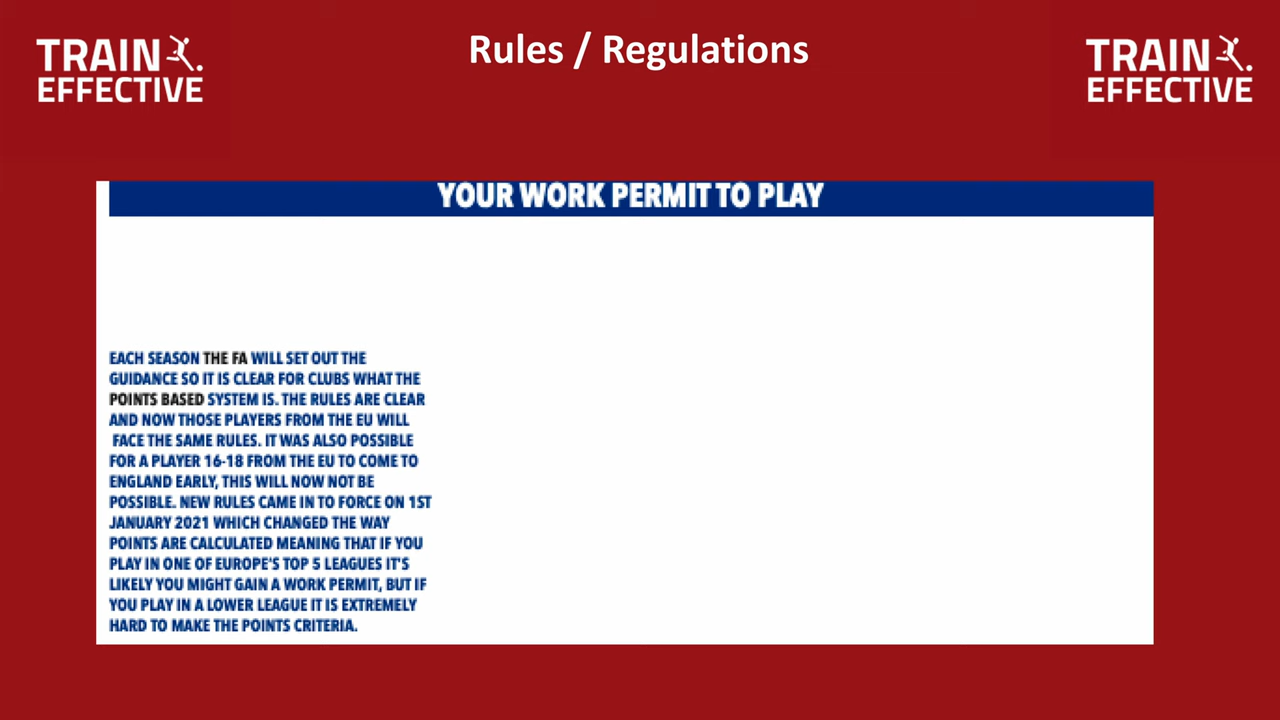 TRAIN
EFFECTIVE
Rules / Regulations
TRAIN
EFFECTIVE
YOUR WORK PERMIT TO PLAY
EACH SEASON THE FA WILL SET OUT THE
GUIDANCE SO IT IS CLEAR FOR CLUBS WHAT THE
POINTS BASED SYSTEM IS. THE RULES ARE CLEAR
AND NOW THOSE PLAYERS FROM THE EU WILL
FACE THE SAME RULES. IT WAS ALSO POSSIBLE
FOR A PLAYER 16-18 FROM THE EU TO COME TO
ENGLAND EARLY, THIS WILL NOW NOT BE
POSSIBLE. NEW RULES CAME IN TO FORCE ON 1ST
JANUARY 2021 WHICH CHANGED THE WAY
POINTS ARE CALCULATED MEANING THAT IF YOU
PLAY IN ONE OF EUROPE'S TOP 5 LEAGUES IT'S
LIKELY YOU MIGHT GAIN A WORK PERMIT, BUT IF
YOU PLAY IN A LOWER LEAGUE IT IS EXTREMELY
HARD TO MAKE THE POINTS CRITERIA.